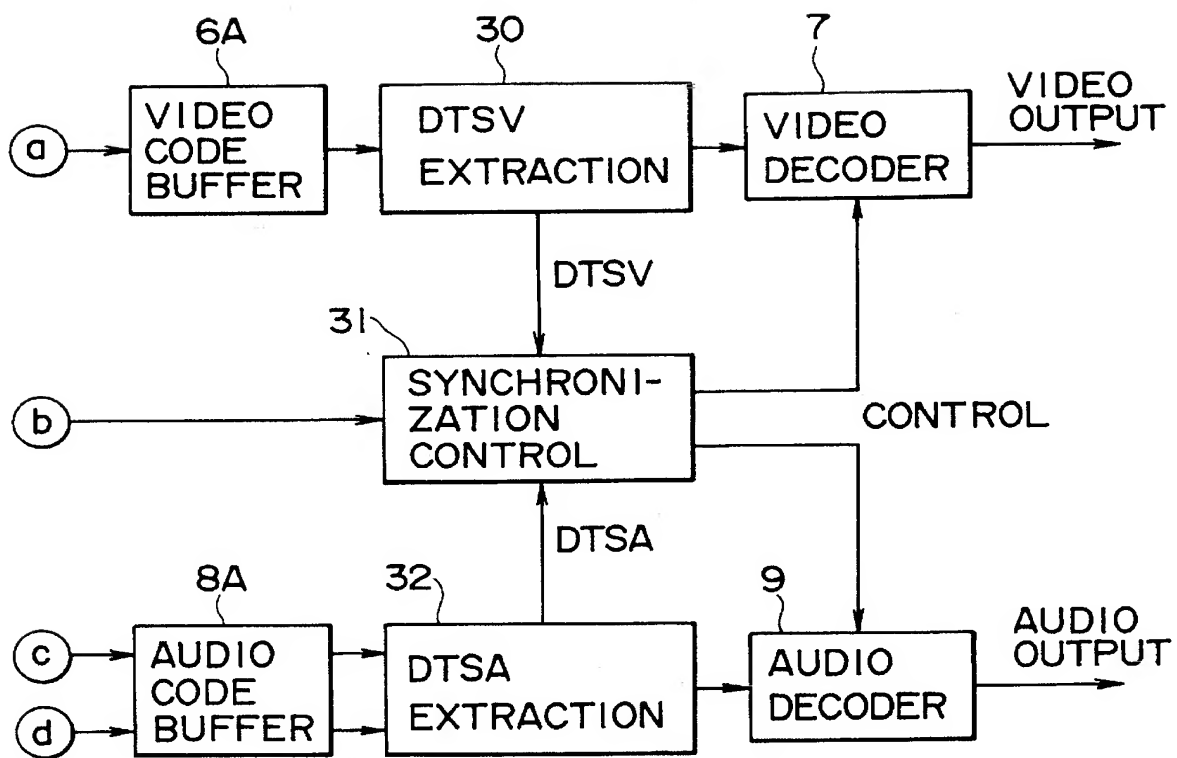 6A
30
7
VIDEO
OUTPUT
a
VIDEO
CODE
BUFFER
DTSV
EXTRACTION
VIDEO
DECODER
DTSV
31
b
SYNCHRONI-
ZATION
CONTROL
CONTROL
DTSA
8A
32
9
AUDIO
OUTPUT
c
d
AUDIO
CODE
BUFFER
DTSA
EXTRACTION
AUDIO
DECODER